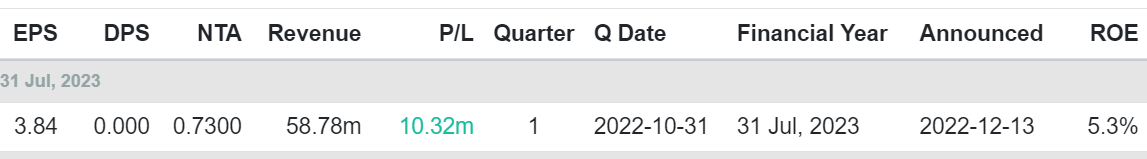 EPS DPS NTA Revenue P/L Quarter Q Date Financial Year Announced ROE
31 Jul, 2023
3.84 0.000 0.7300 58.78m 10.32m 1 2022-10-31 31 Jul, 2023 2022-12-13 5.3%